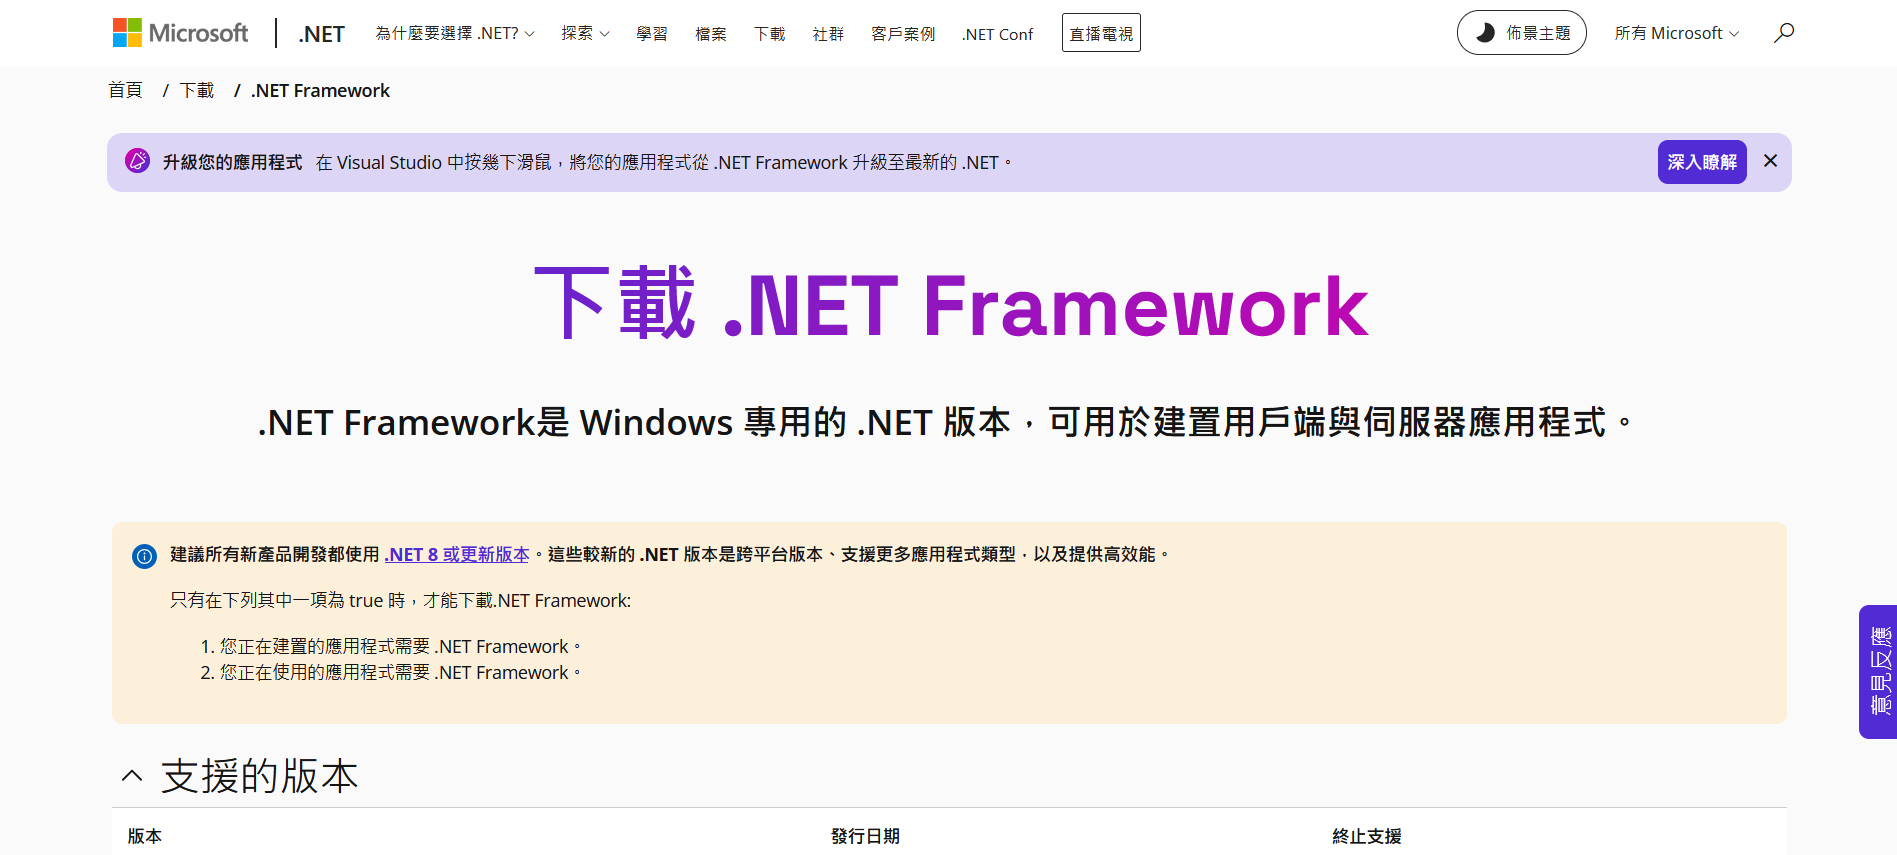 Microsoft
.NET
為什麼要選擇 .NET?
探索
學習
檔案
下載
社群
客戶案例
.NET Conf
直播電視
佈景主題
所有 Microsoft
首頁 / 下載 / .NET Framework
升級您的應用程式 在 Visual Studio 中按幾下滑鼠，將您的應用程式從 .NET Framework 升級至最新的 .NET。
深入瞭解
下載 .NET Framework
.NET Framework是 Windows 專用的 .NET 版本，可用於建置用戶端與伺服器應用程式。
建議所有新產品開發都使用 .NET 8 或更新版本。這些較新的 .NET 版本是跨平台版本、支援更多應用程式類型，以及提供高效能。
只有在下列其中一項為 true 時，才能下載.NET Framework:
1. 您正在建置的應用程式需要 .NET Framework。
2. 您正在使用的應用程式需要 .NET Framework。
意見反應
支援的版本
版本
發行日期
終止支援